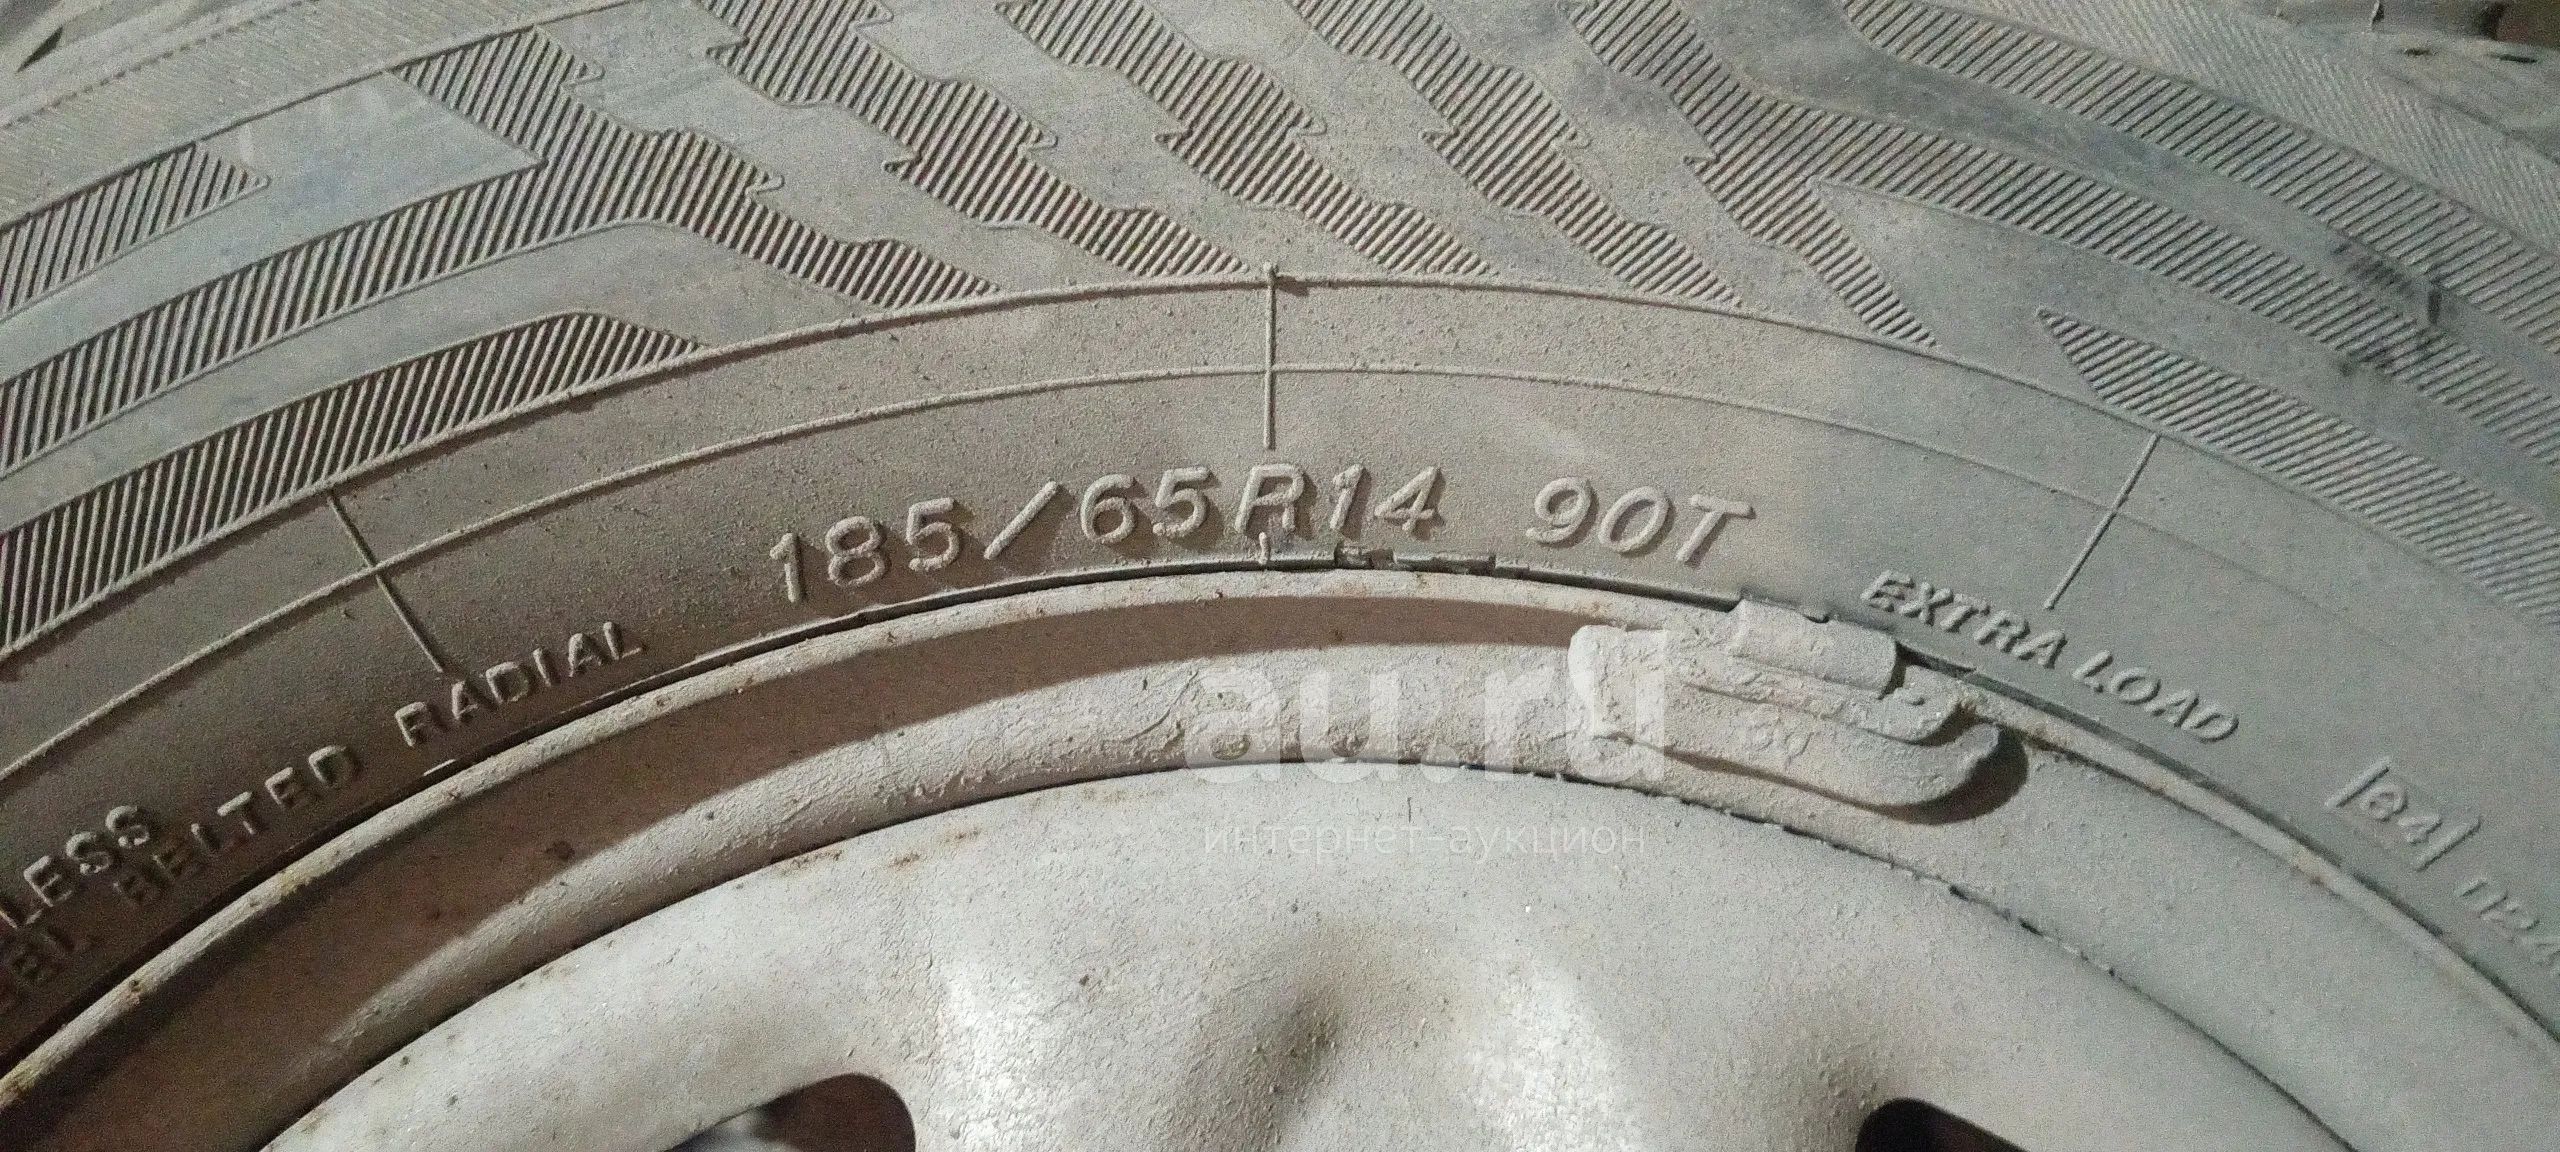 185/65R14 90T
EXTRA LOAD
BELTED RADIAL
LESS
au.ru
интернет-аукцион